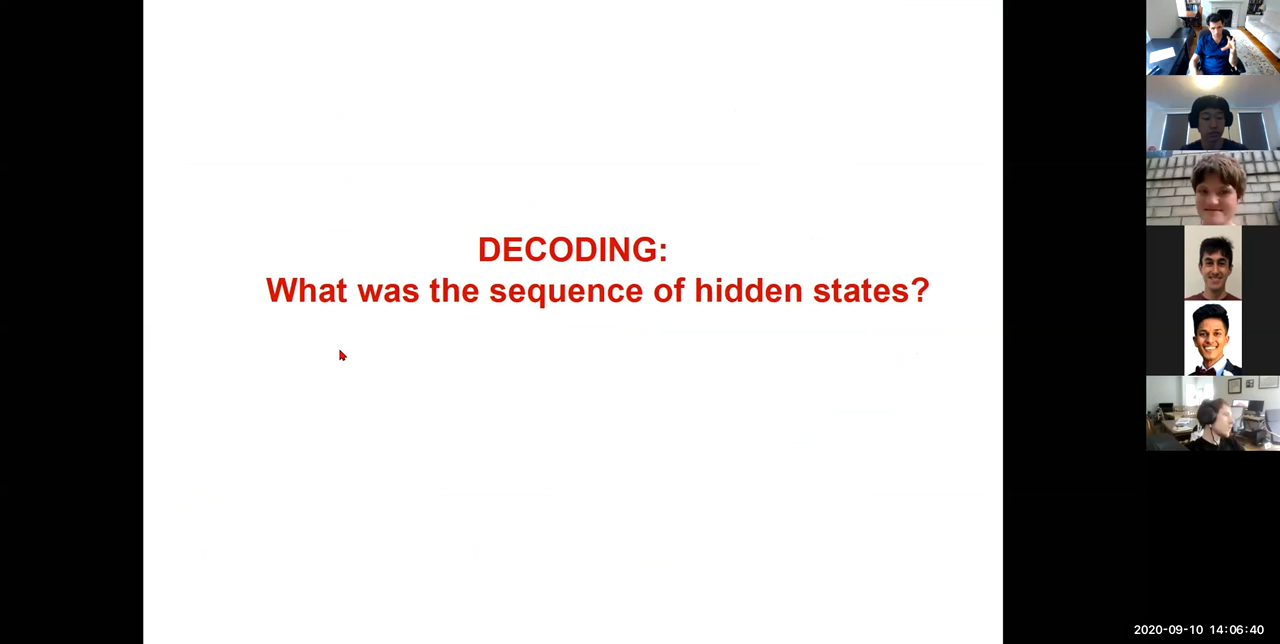 DECODING:
What was the sequence of hidden states?
2020-09-10 14:06:40